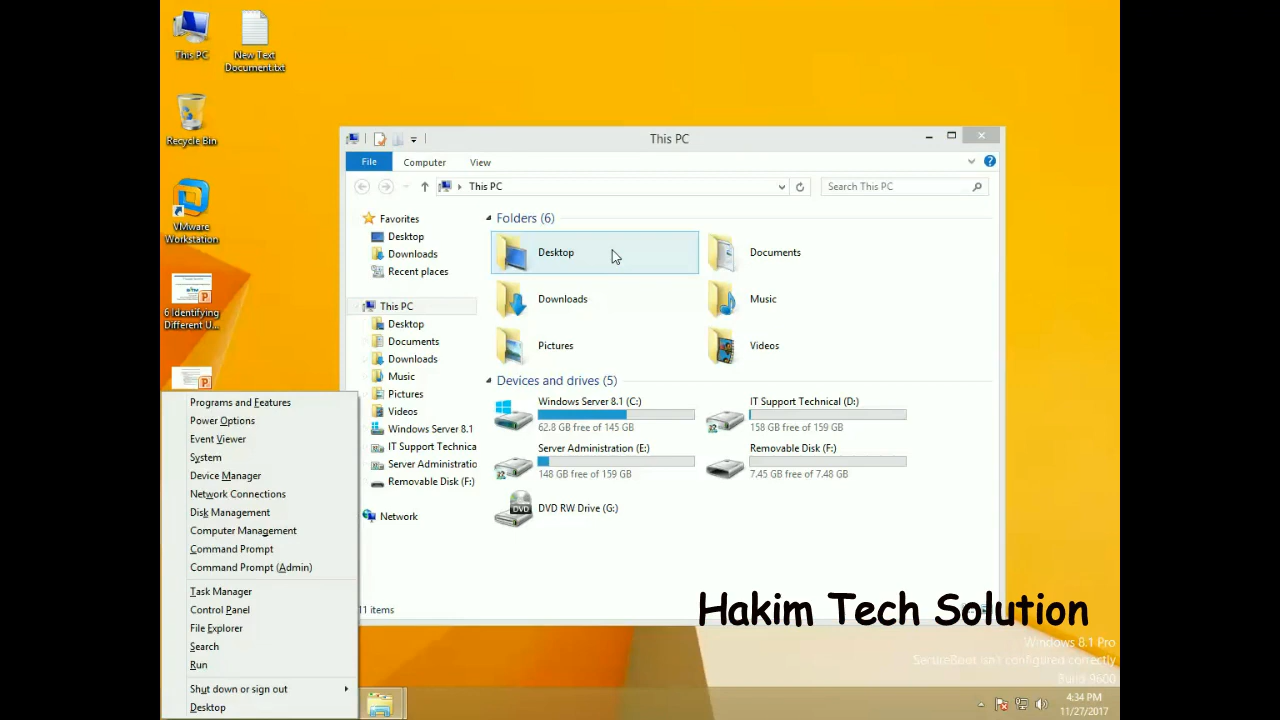 This PC
New Text
Document.txt
Recycle Bin
VMware
Workstation
6 Identifying
Different U...
This PC
File
Computer
View
This PC
Search This PC
Favorites
Desktop
Downloads
Recent places
This PC
Desktop
Documents
Downloads
Music
Pictures
Videos
Windows Server 8.1
IT Support Technica
Server Administratio
Removable Disk (F:)
Network
Folders (6)
Desktop
Documents
Downloads
Music
Pictures
Videos
Devices and drives (5)
Windows Server 8.1 (C:)
62.8 GB free of 145 GB
IT Support Technical (D:)
158 GB free of 159 GB
Server Administration (E:)
148 GB free of 159 GB
Removable Disk (F:)
7.45 GB free of 7.48 GB
DVD RW Drive (G:)
11 items
Programs and Features
Power Options
Event Viewer
System
Device Manager
Network Connections
Disk Management
Computer Management
Command Prompt
Command Prompt (Admin)
Task Manager
Control Panel
File Explorer
Search
Run
Shut down or sign out
Desktop
Hakim Tech Solution
Windows 8.1 Pro
SecureBoot isn't configured correctly
Build 9600
4:34 PM
11/27/2017